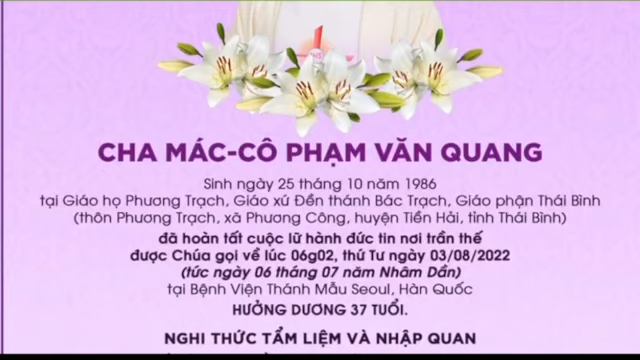 CHA MÁC-CÔ PHẠM VĂN QUANG
Sinh ngày 25 tháng 10 năm 1986
tại Giáo họ Phương Trạch, Giáo xứ Đền thánh Bác Trạch, Giáo phận Thái Bình
(thôn Phương Trạch, xã Phương Công, huyện Tiền Hải, tỉnh Thái Bình)
đã hoàn tất cuộc lữ hành đức tin nơi trần thế
được Chúa gọi về lúc 06g02, thứ Tư ngày 03/08/2022
(tức ngày 06 tháng 07 năm Nhâm Dần)
tại Bệnh Viện Thánh Mẫu Seoul, Hàn Quốc
HƯỞNG DƯƠNG 37 TUỔI.
NGHI THỨC TẨM LIỆM VÀ NHẬP QUAN